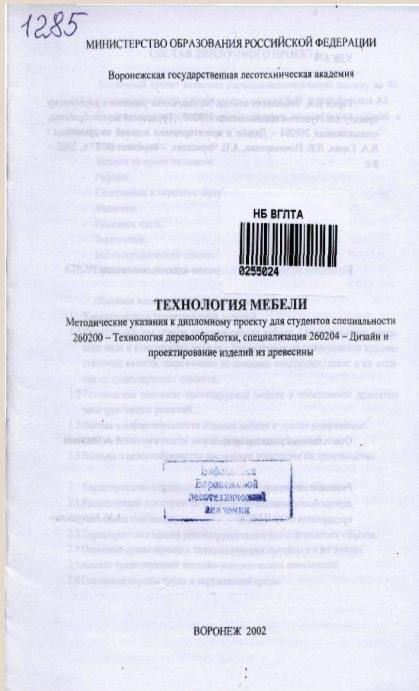 1285
МИНИСТЕРСТВО ОБРАЗОВАНИЯ РОССИЙСКОЙ ФЕДЕРАЦИИ
Воронежская государственная лесотехническая академия
НБ ВГЛТА
0255024
ТЕХНОЛОГИЯ МЕБЕЛИ
Методические указания к дипломному проекту для студентов специальности
260200 – Технология деревообработки, специализация 260204 – Дизайн и
проектирование изделий из древесины
Библиотека
Воронежской
лесотехнической
академии
ВОРОНЕЖ 2002